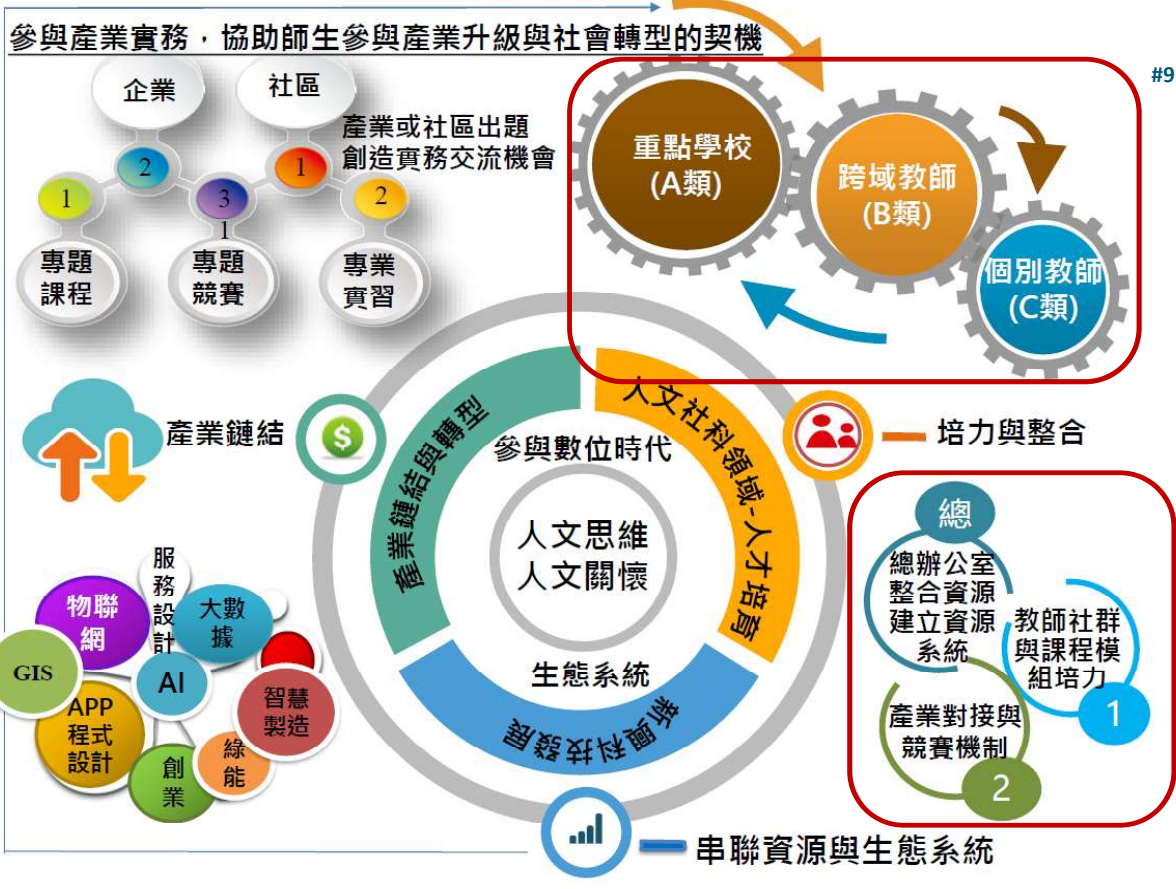 參與產業實務，協助師生參與產業升級與社會轉型的契機
#9
企業
社區
產業或社區出題
創造實務交流機會
1
2
3
1
1
2
專題
課程
專題
競賽
專業
實習
重點學校
(A類)
跨域教師
(B類)
個別教師
(C類)
產業鏈結
$
產業鏈結與轉型
人文社科領域-人才培育
新興科技發展
參與數位時代
人文思維
人文關懷
生態系統
培力與整合
物聯
網
服
務
設
計
大數
據
GIS
AI
APP
程式
設計
智慧
製造
綠
能
創
業
總
總辦公室
整合資源
建立資源
系統
教師社群
與課程模
組培力
1
產業對接與
競賽機制
2
串聯資源與生態系統